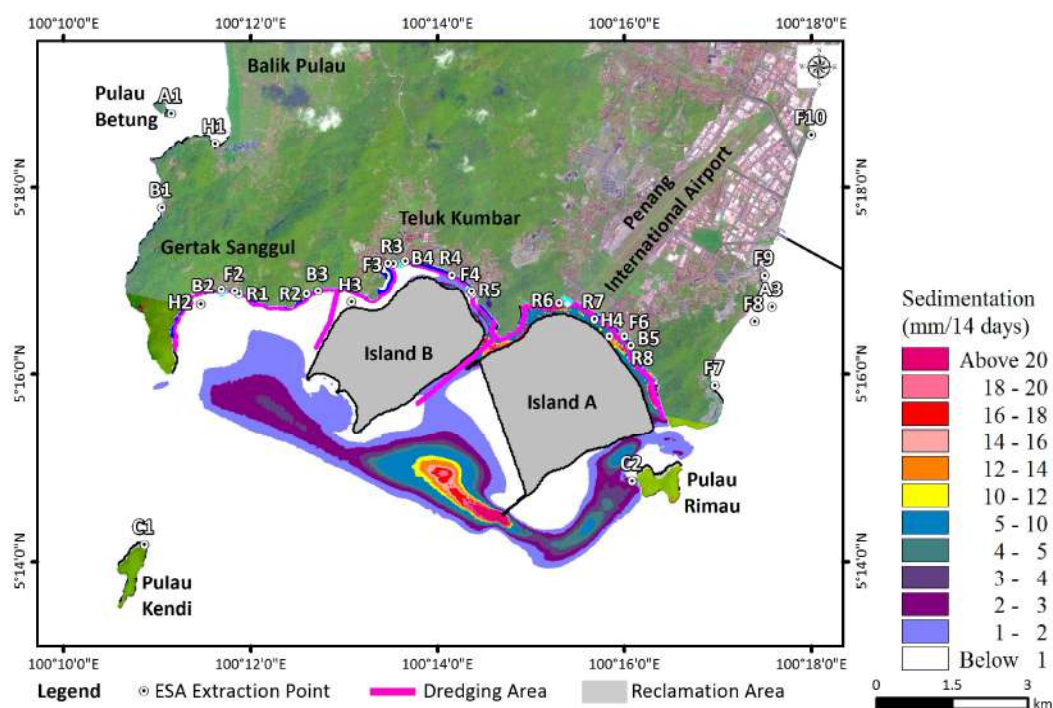 100°10'0"E 100°12'0"E 100°14'0"E 100°16'0"E 100°18'0"E
Balik Pulau
Pulau
Betung
A1
H1
F10
5°18'0"N
5°18'0"N
B1
Penang
International Airport
Teluk Kumbar
Gertak Sanggul
R3
F3
B4
R4
F4
R5
F9
A3
F8
B2
F2
H2
R1
R2
B3
H3
R6
R7
H4
F6
B5
R8
F7
Island B
Island A
5°16'0"N
5°16'0"N
C2
Pulau
Rimau
C1
Pulau
Kendi
5°14'0"N
5°14'0"N
100°10'0"E 100°12'0"E 100°14'0"E 100°16'0"E 100°18'0"E
Sedimentation
(mm/14 days)
Above 20
18 - 20
16 - 18
14 - 16
12 - 14
10 - 12
5 - 10
4 - 5
3 - 4
2 - 3
1 - 2
Below 1
0 1.5 3
km
Legend ESA Extraction Point Dredging Area Reclamation Area